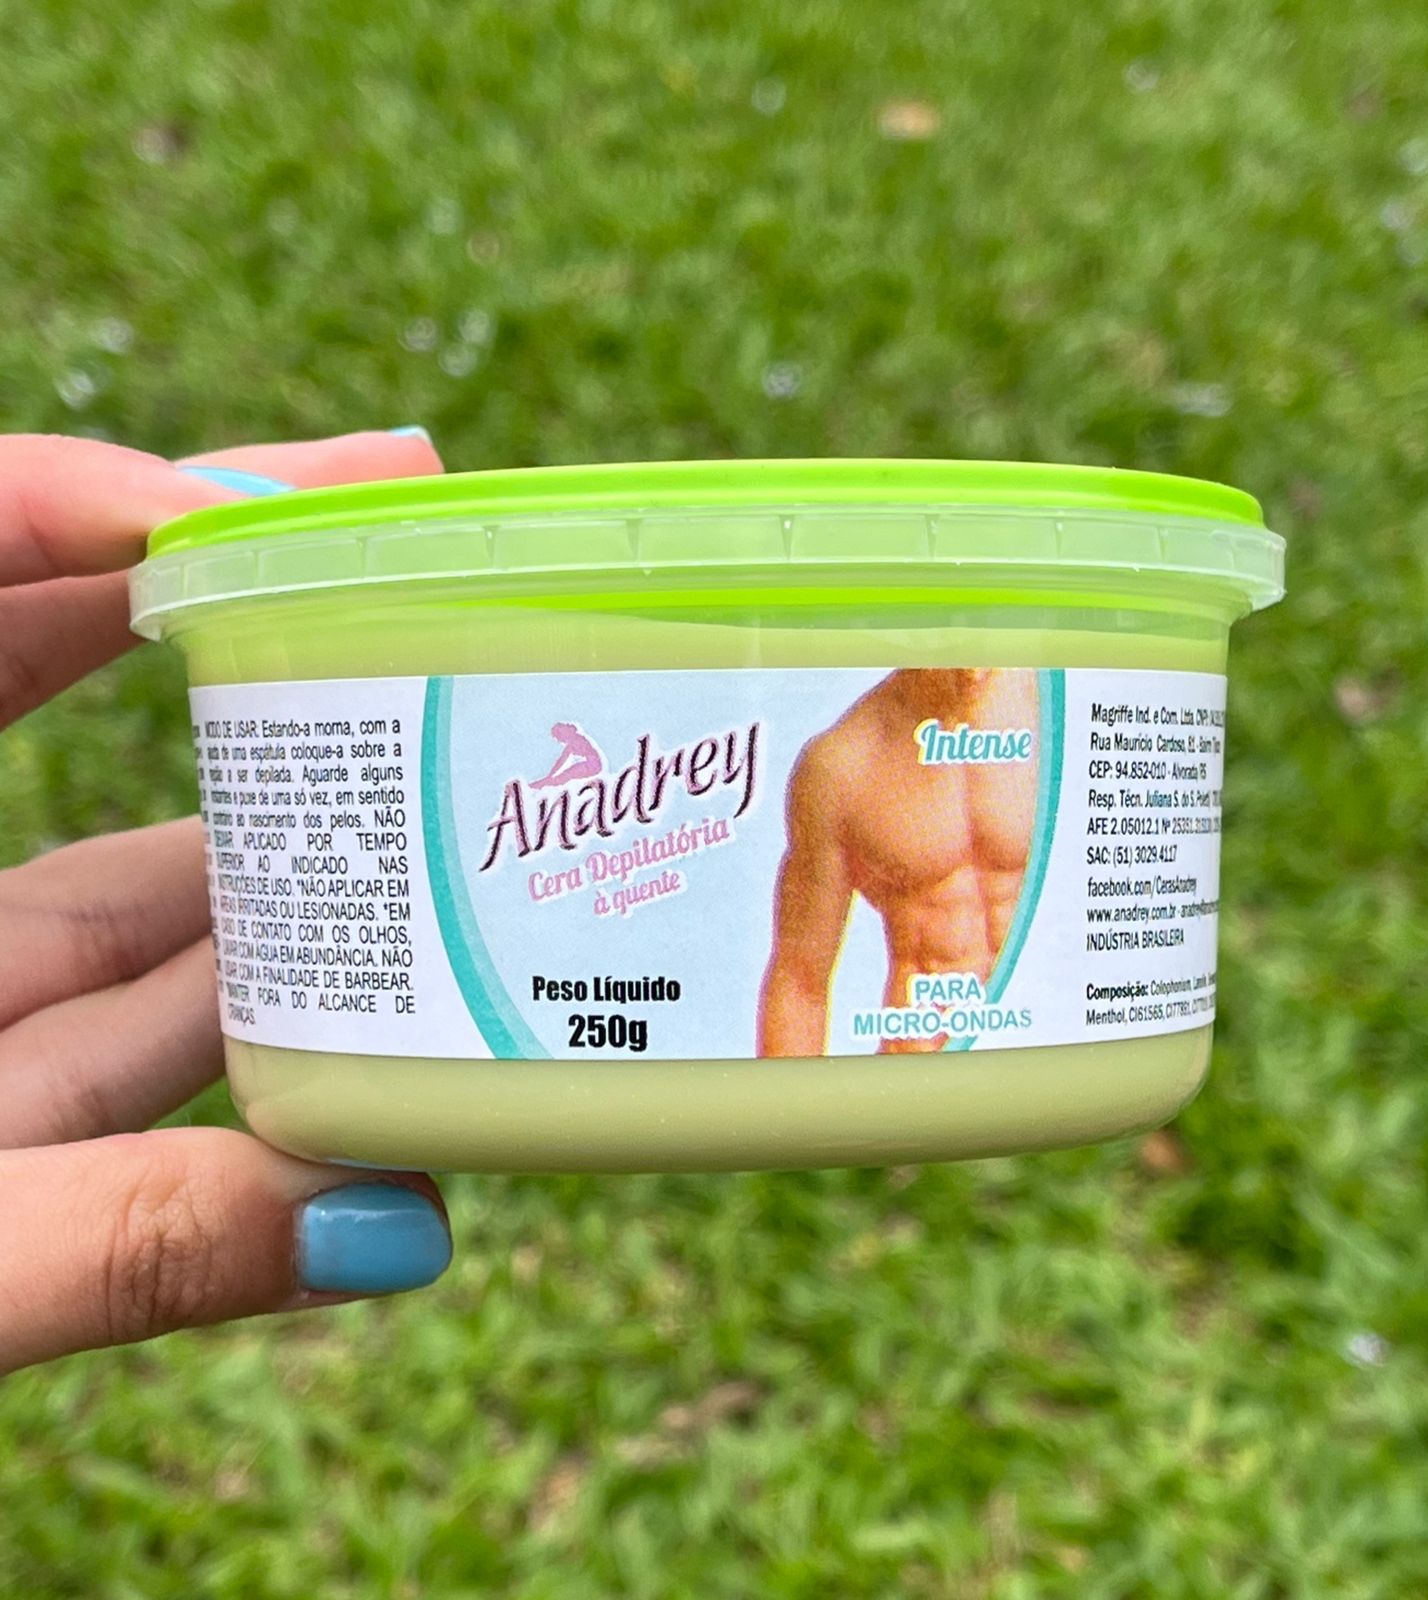 MODO DE USAR: Estando-a morna, com a
ajuda de uma espátula coloque-a sobre a
região a ser depilada. Aguarde alguns
instantes e puxe de uma só vez, em sentido
contrário ao nascimento dos pelos. NÃO
DEIXAR APLICADO POR TEMPO
SUPERIOR AO INDICADO NAS
INSTRUÇÕES DE USO. *NÃO APLICAR EM
ÁREAS IRRITADAS OU LESIONADAS. *EM
CASO DE CONTATO COM OS OLHOS,
LAVAR COM ÁGUA EM ABUNDÂNCIA. NÃO
USAR COM A FINALIDADE DE BARBEAR.
MANTER FORA DO ALCANCE DE
CRIANÇAS.
Anadrey
Cera Depilatória
à quente
Peso Líquido
250g
Intense
PARA
MICRO-ONDAS
Magriffe Ind. e Com. Ltda. CNPJ:
Rua Maurício Cardoso, 81 - Bairro
CEP: 94.852-010 - Alvorada RS
Resp. Técn. Juliana S. do S.
AFE 2.05012.1 Nº
SAC: (51) 3029.4117
facebook.com/CerasAnadrey
www.anadrey.com.br -
INDÚSTRIA BRASILEIRA
Composição: Colophonium,
Menthol, CI61565, CI77891,